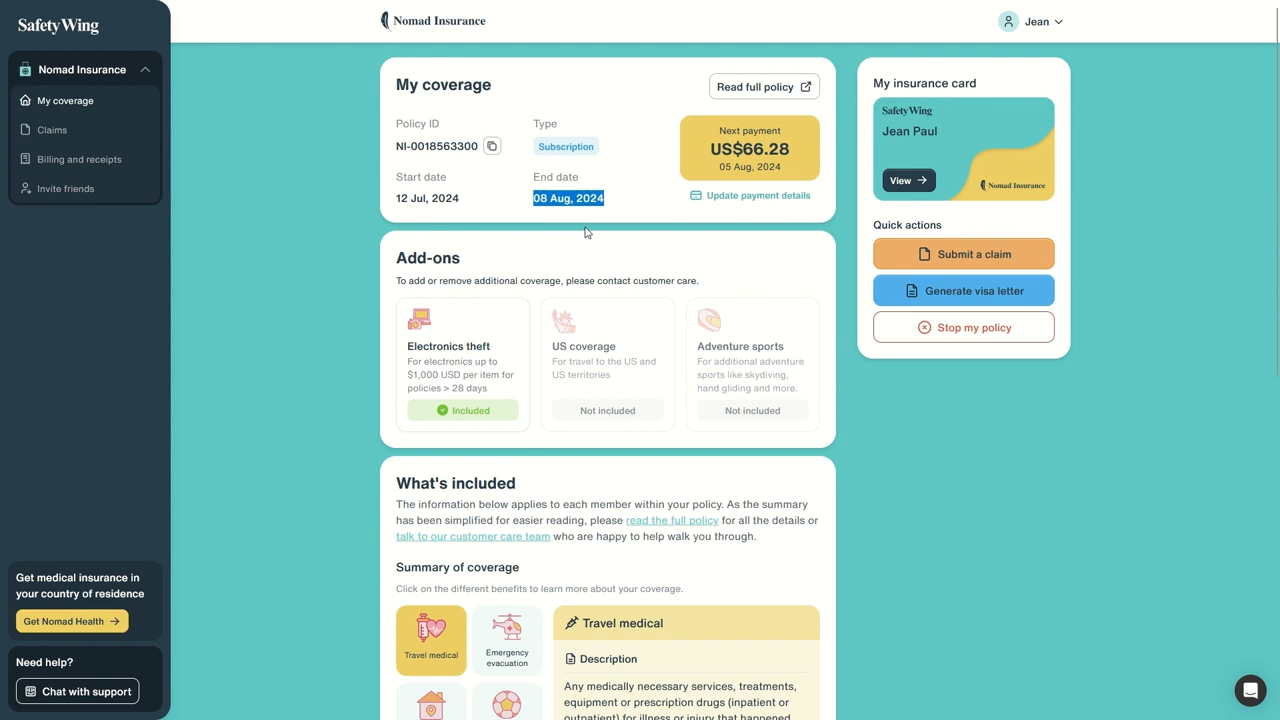 SafetyWing
Nomad Insurance
My coverage
Claims
Billing and receipts
Invite friends
Get medical insurance in
your country of residence
Get Nomad Health →
Need help?
Chat with support
Nomad Insurance
Jean
My coverage
Read full policy
Policy ID
NI-0018563300
Type
Subscription
Start date
12 Jul, 2024
End date
08 Aug, 2024
Next payment
US$66.28
05 Aug, 2024
Update payment details
Add-ons
To add or remove additional coverage, please contact customer care.
Electronics theft
For electronics up to
$1,000 USD per item for
policies > 28 days
Included
US coverage
For travel to the US and
US territories
Not included
Adventure sports
For additional adventure
sports like skydiving,
hand gliding and more.
Not included
What's included
The information below applies to each member within your policy. As the summary
has been simplified for easier reading, please read the full policy for all the details or
talk to our customer care team who are happy to help walk you through.
Summary of coverage
Click on the different benefits to learn more about your coverage.
Travel medical
Emergency
evacuation
Travel medical
Description
Any medically necessary services, treatments,
equipment or prescription drugs (inpatient or
outpatient) for illness or injury that happened
My insurance card
SafetyWing
Jean Paul
View →
Nomad Insurance
Quick actions
Submit a claim
Generate visa letter
Stop my policy